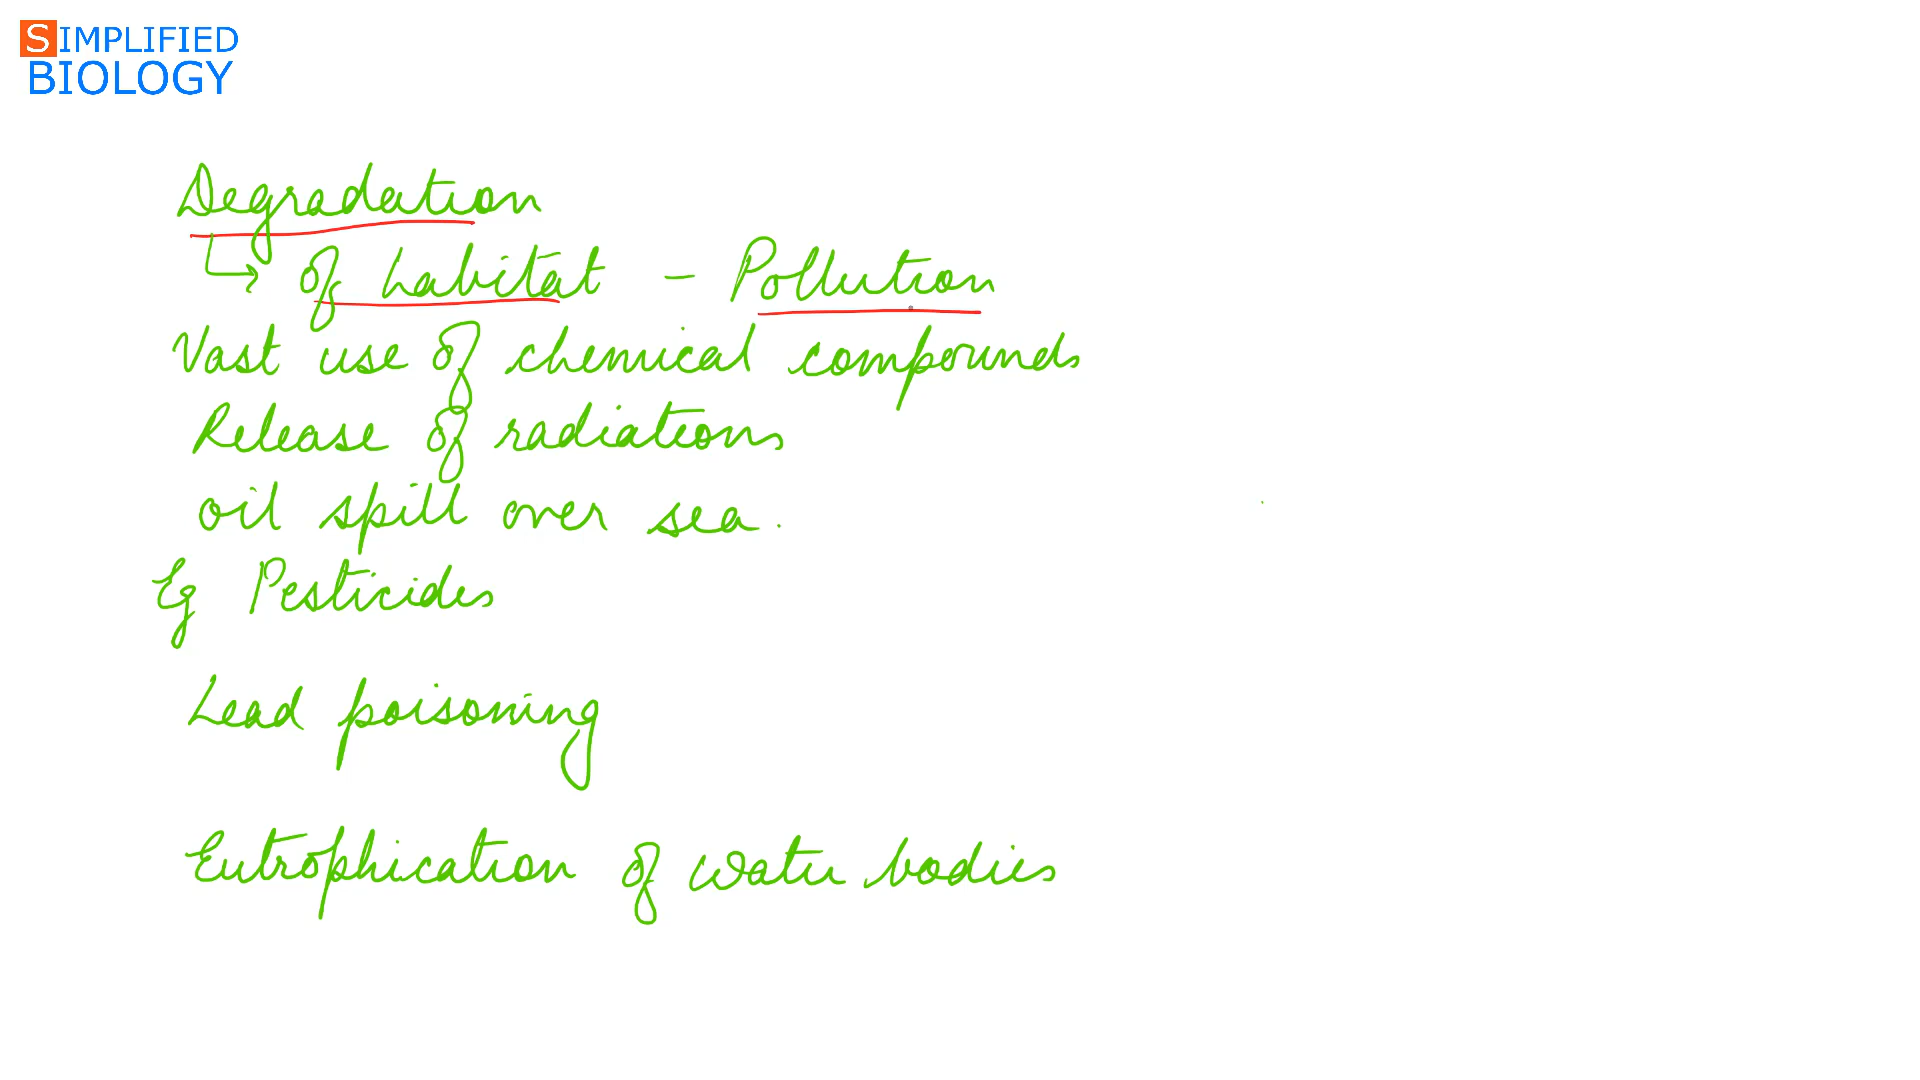 SIMPLIFIED
BIOLOGY
Degradation
↳ of habitat - Pollution
Vast use of chemical compounds
Release of radiations
oil spill over sea.
Eg Pesticides
Lead poisoning
Eutrophication of water bodies